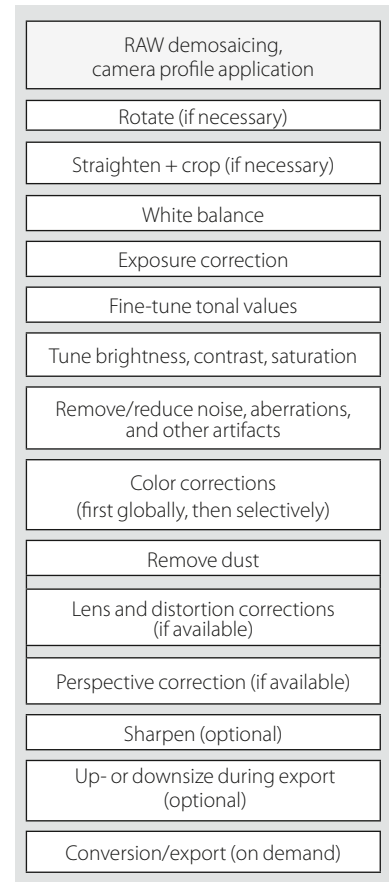 RAW demosaicing,
camera profile application
Rotate (if necessary)
Straighten + crop (if necessary)
White balance
Exposure correction
Fine-tune tonal values
Tune brightness, contrast, saturation
Remove/reduce noise, aberrations,
and other artifacts
Color corrections
(first globally, then selectively)
Remove dust
Lens and distortion corrections
(if available)
Perspective correction (if available)
Sharpen (optional)
Up- or downsize during export
(optional)
Conversion/export (on demand)